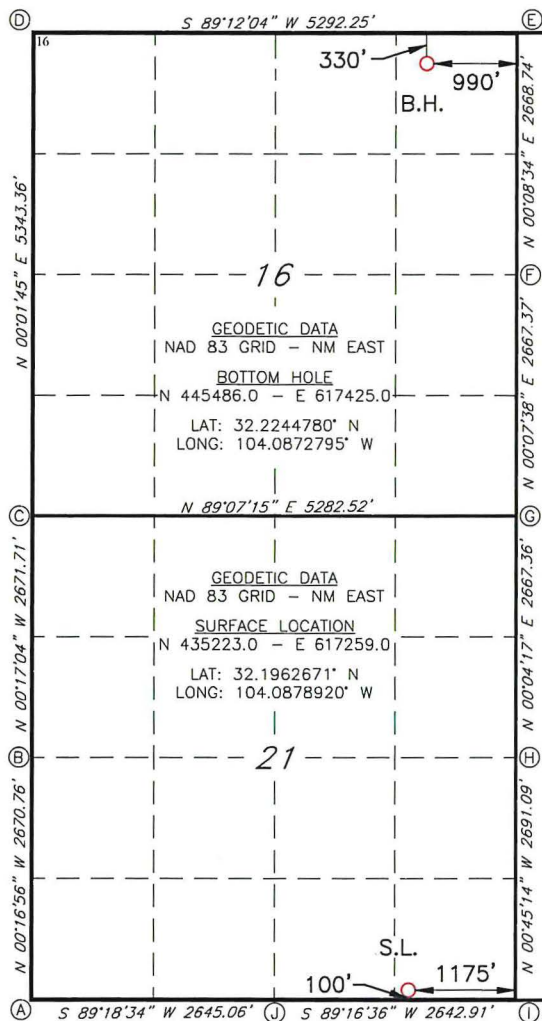 D
S 89°12'04" W 5292.25'
E
16
330'
990'
B.H.
N 00°01'45" E 5343.36'
N 00°08'34" E 2668.74'
16
F
GEODETIC DATA
NAD 83 GRID - NM EAST
BOTTOM HOLE
N 445486.0 - E 617425.0
LAT: 32.2244780° N
LONG: 104.0872795° W
N 00°07'38" E 2667.37'
C
N 89°07'15" E 5282.52'
G
N 00°17'04" W 2671.71'
GEODETIC DATA
NAD 83 GRID - NM EAST
SURFACE LOCATION
N 435223.0 - E 617259.0
LAT: 32.1962671° N
LONG: 104.0878920° W
N 00°04'17" E 2667.36'
B
21
H
N 00°16'56" W 2670.76'
N 00°45'14" W 2691.09'
S.L.
100'
1175'
A
S 89°18'34" W 2645.06'
J
S 89°16'36" W 2642.91'
I